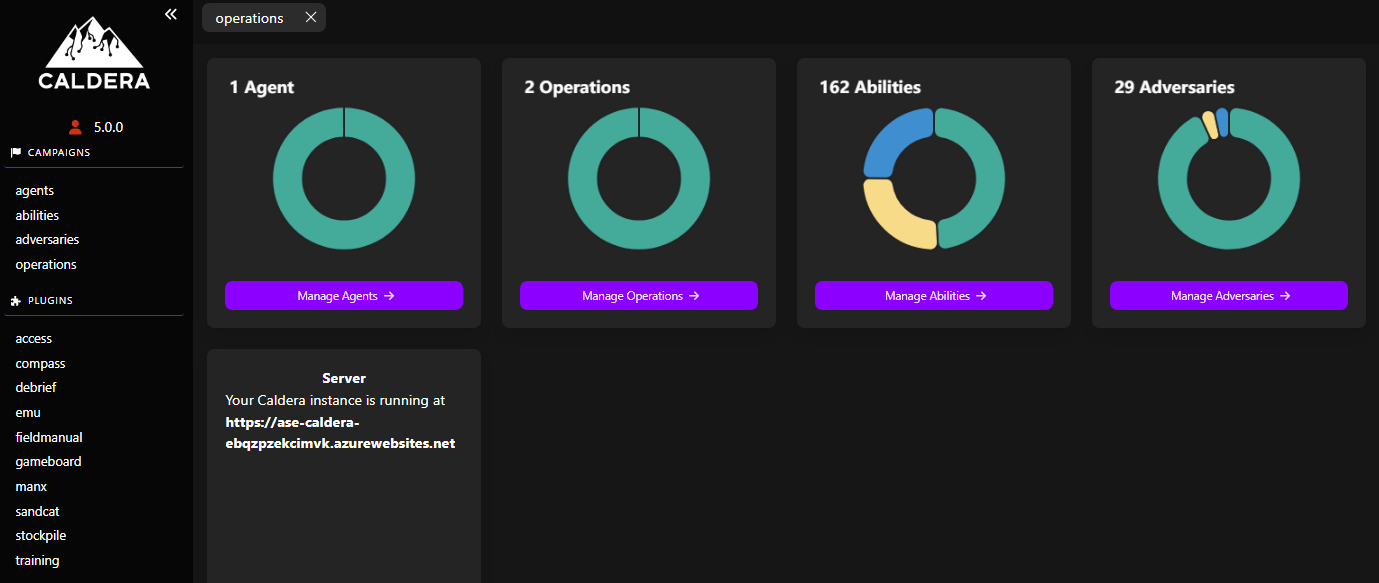 CALDERA
5.0.0
CAMPAIGNS
agents
abilities
adversaries
operations
PLUGINS
access
compass
debrief
emu
fieldmanual
gameboard
manx
sandcat
stockpile
training
operations
1 Agent
Manage Agents
2 Operations
Manage Operations
162 Abilities
Manage Abilities
29 Adversaries
Manage Adversaries
Server
Your Caldera instance is running at
https://ase-caldera-
ebqzpzekcimvk.azurewebsites.net